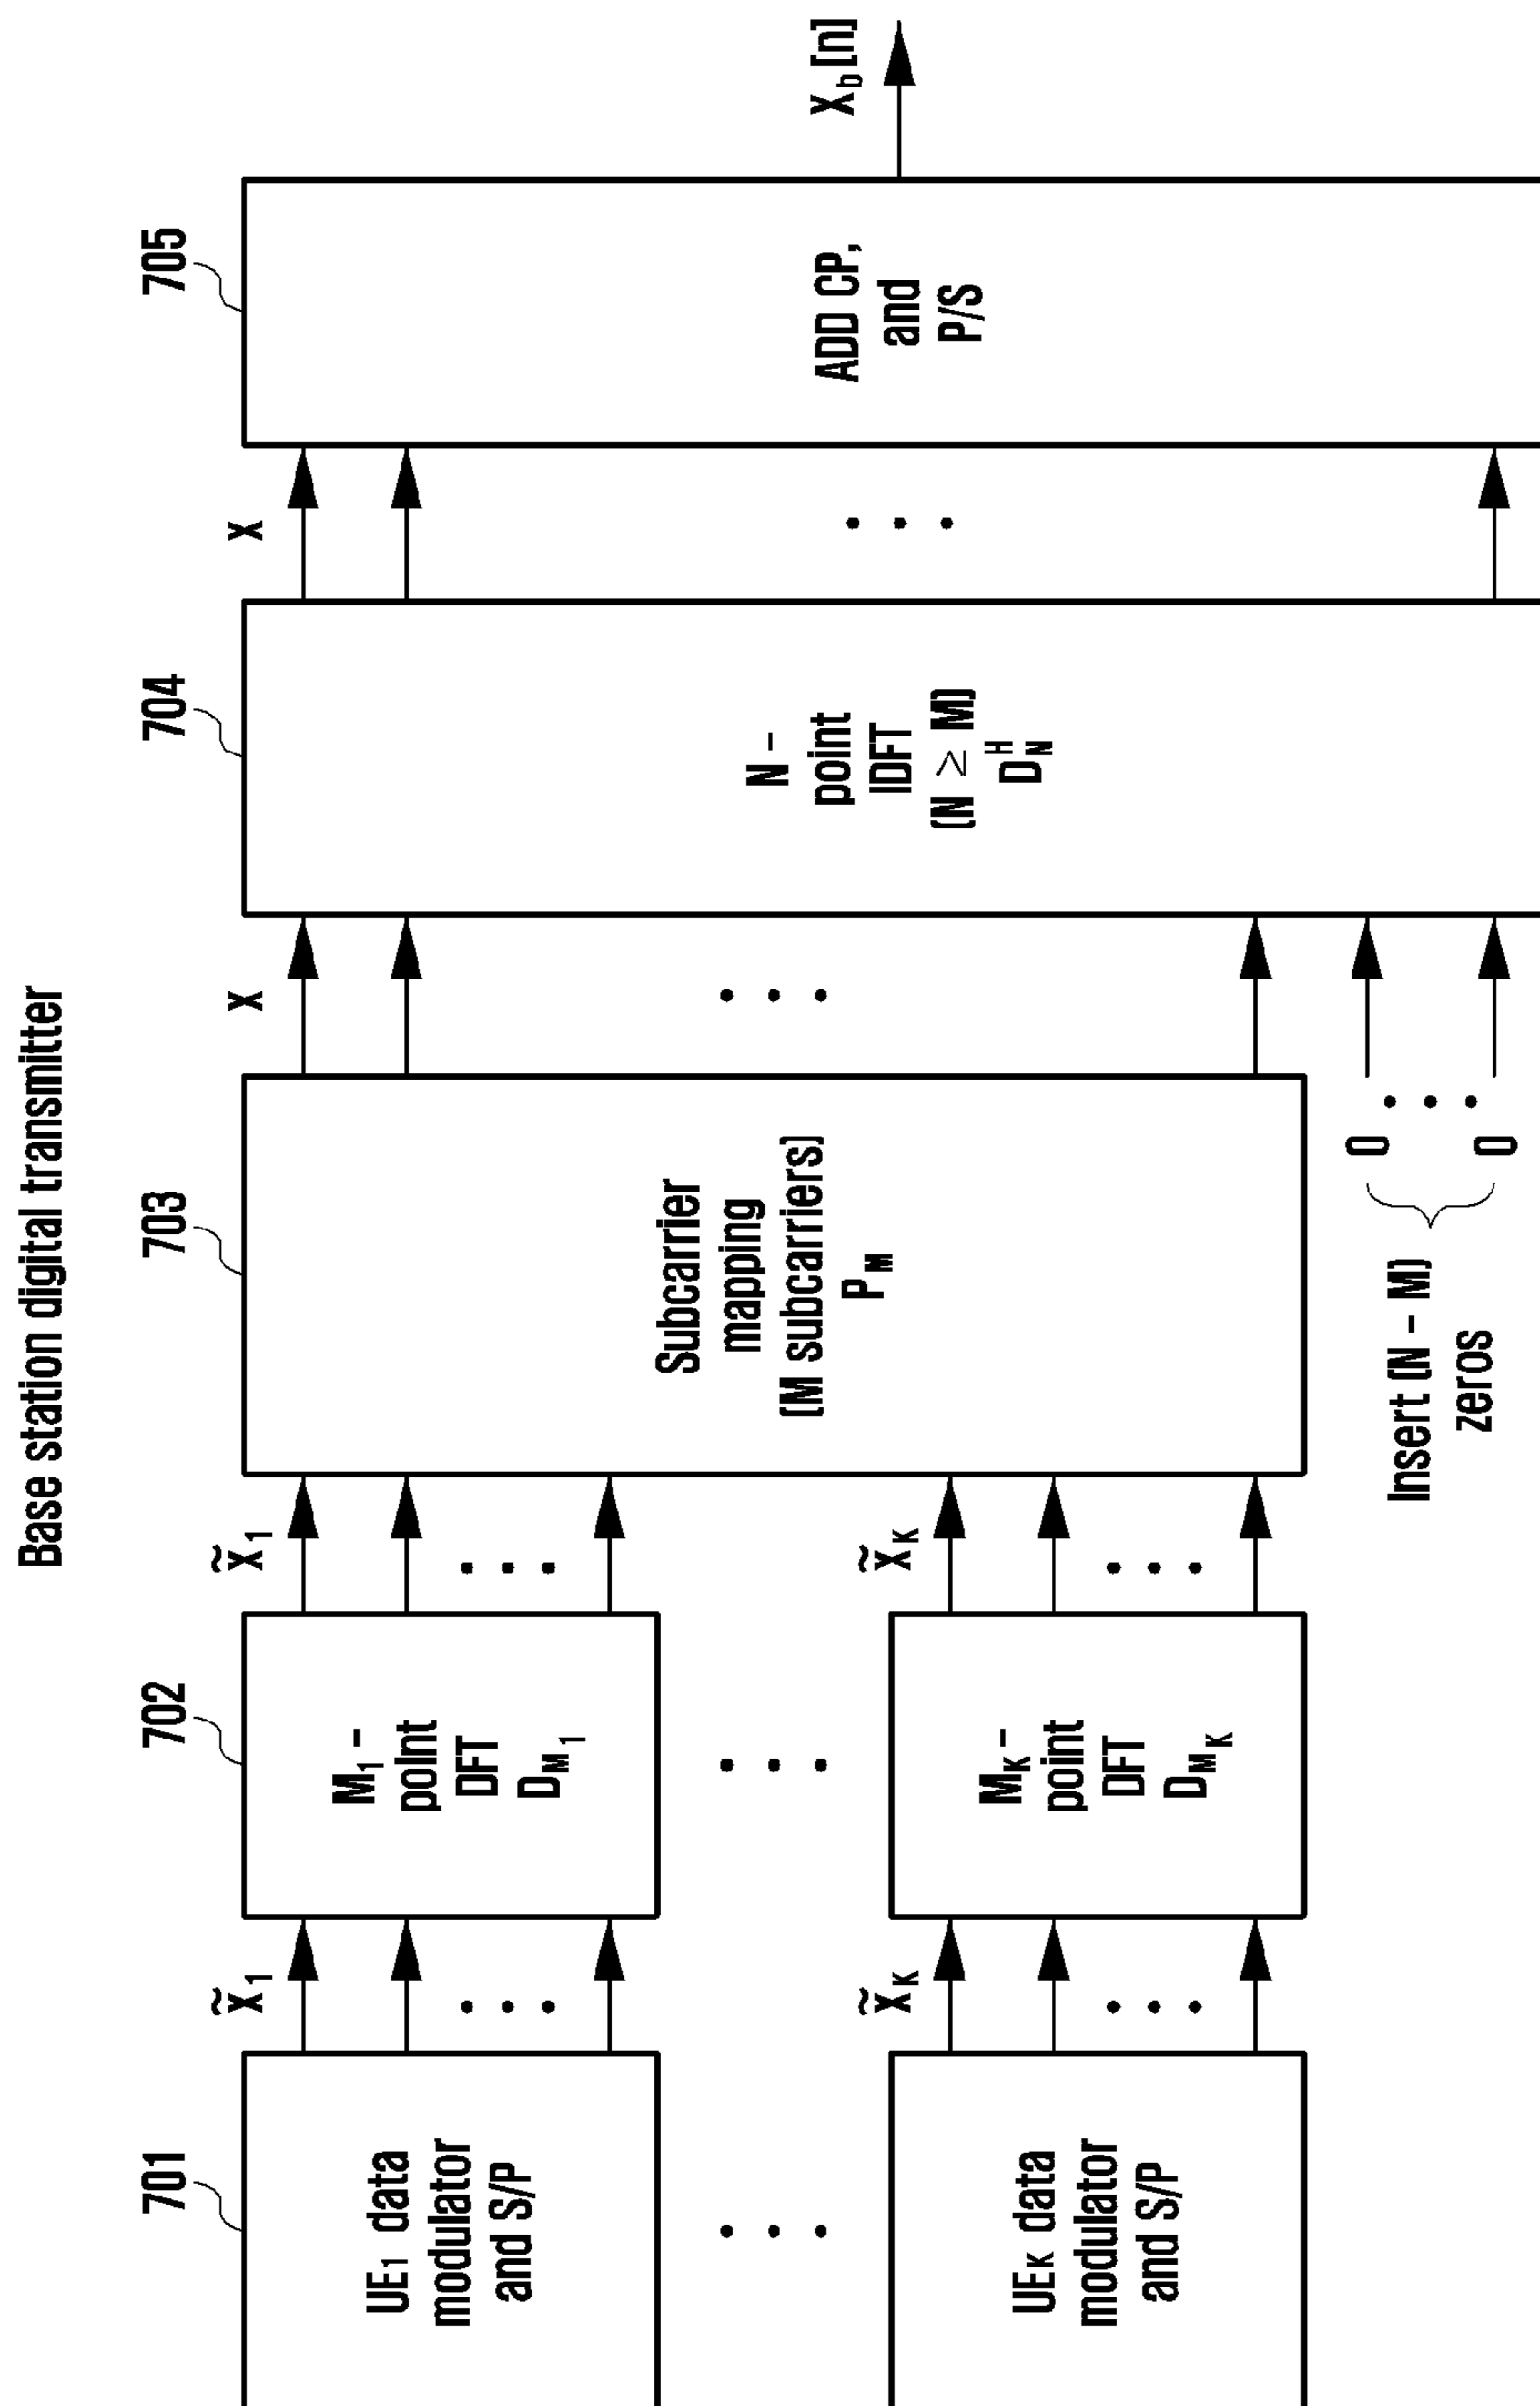 Base station digital transmitter
701
702
703
704
705
UE1 data
modulator
and S/P
x̃1
M1-
point
DFT
DM1
x̃1
UEK data
modulator
and S/P
x̃K
MK-
point
DFT
DMK
x̃K
Subcarrier
mapping
(M subcarriers)
PM
x
Insert (N - M)
zeros
0
0
N -
point
IDFT
(N ≥ M)
D^H_N
x
ADD CP,
and
P/S
Xb[n]